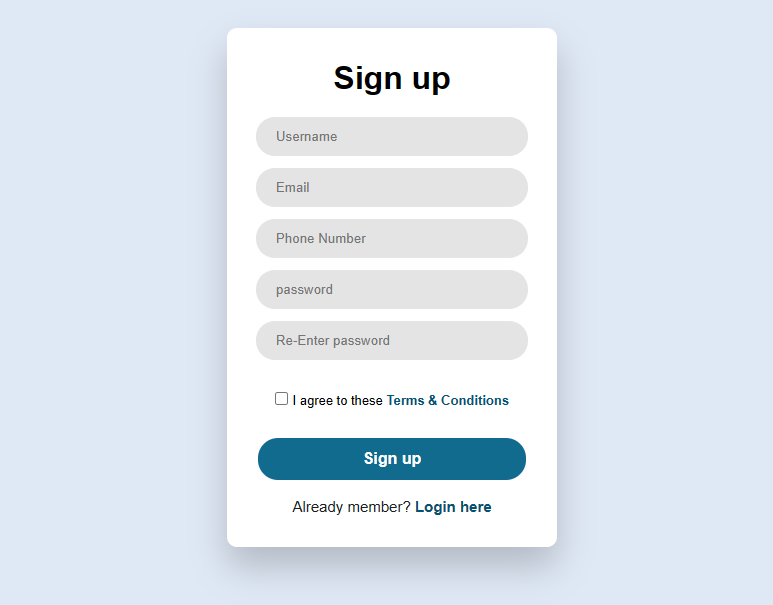 Sign up
Username
Email
Phone Number
password
Re-Enter password
I agree to these Terms & Conditions
Sign up
Already member? Login here